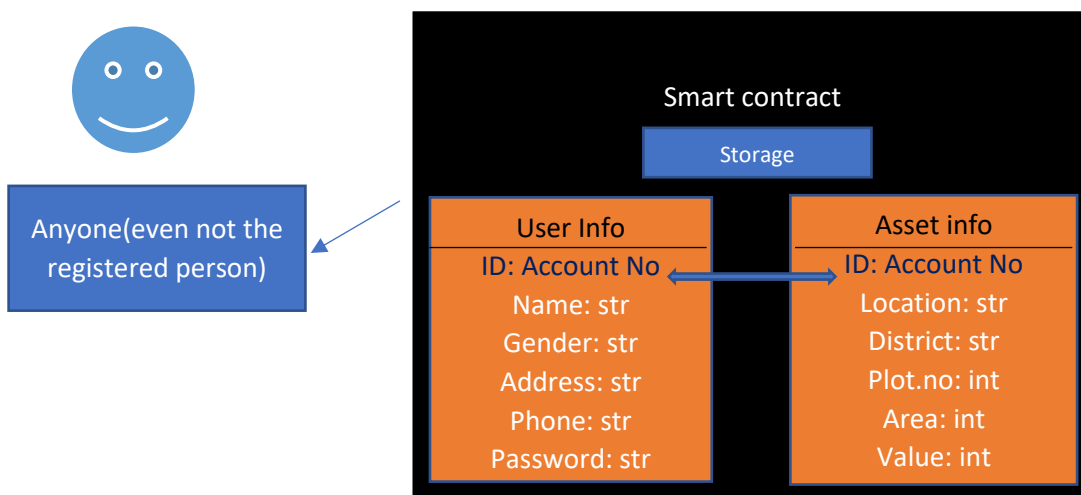 Anyone(even not the
registered person)
Smart contract
Storage
User Info
ID: Account No
Name: str
Gender: str
Address: str
Phone: str
Password: str
Asset info
ID: Account No
Location: str
District: str
Plot.no: int
Area: int
Value: int